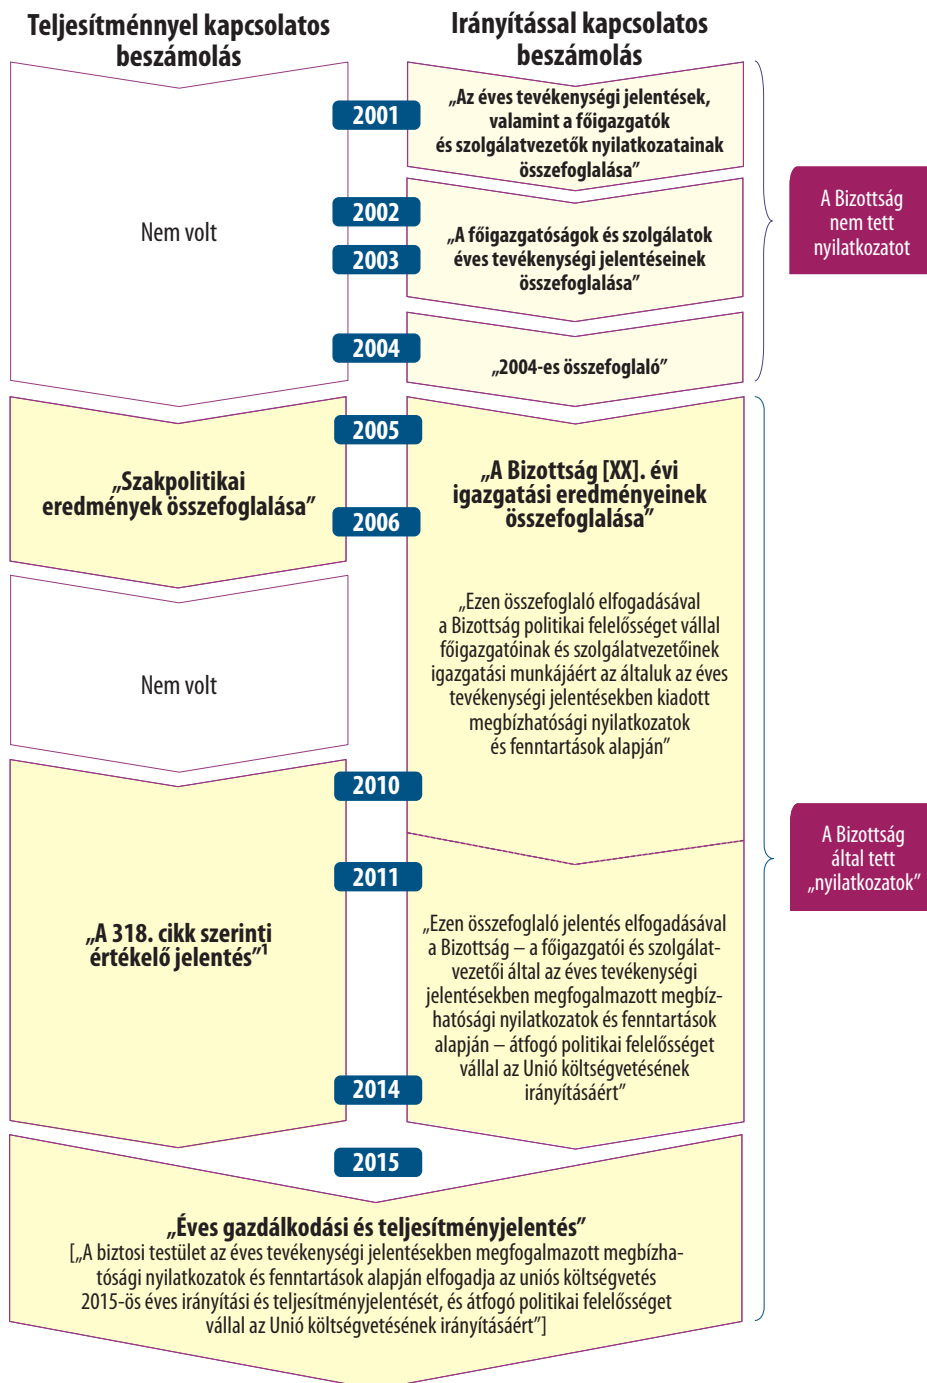 Teljesítménnyel kapcsolatos
beszámolás
Irányítással kapcsolatos
beszámolás
2001
„Az éves tevékenységi jelentések,
valamint a főigazgatók
és szolgálatvezetők nyilatkozatainak
összefoglalása”
Nem volt
2002
2003
„A főigazgatóságok és szolgálatok
éves tevékenységi jelentéseinek
összefoglalása”
A Bizottság
nem tett
nyilatkozatot
2004
„2004-es összefoglaló”
2005
„Szakpolitikai
eredmények összefoglalása”
2006
„A Bizottság [XX]. évi
igazgatási eredményeinek
összefoglalása”
„Ezen összefoglaló elfogadásával
a Bizottság politikai felelősséget vállal
főigazgatóinak és szolgálatvezetőinek
igazgatási munkájáért az általuk az éves
tevékenységi jelentésekben kiadott
megbízhatósági nyilatkozatok
és fenntartások alapján”
Nem volt
2010
2011
„A 318. cikk szerinti
értékelő jelentés”1
„Ezen összefoglaló jelentés elfogadásával
a Bizottság – a főigazgatói és szolgálat-
vezetői által az éves tevékenységi
jelentésekben megfogalmazott megbíz-
hatósági nyilatkozatok és fenntartások
alapján – átfogó politikai felelősséget
vállal az Unió költségvetésének
irányításáért”
A Bizottság
által tett
„nyilatkozatok”
2014
2015
„Éves gazdálkodási és teljesítményjelentés”
[„A biztosi testület az éves tevékenységi jelentésekben megfogalmazott megbízha-
tósági nyilatkozatok és fenntartások alapján elfogadja az uniós költségvetés
2015-ös éves irányítási és teljesítményjelentését, és átfogó politikai felelősséget
vállal az Unió költségvetésének irányításáért”]